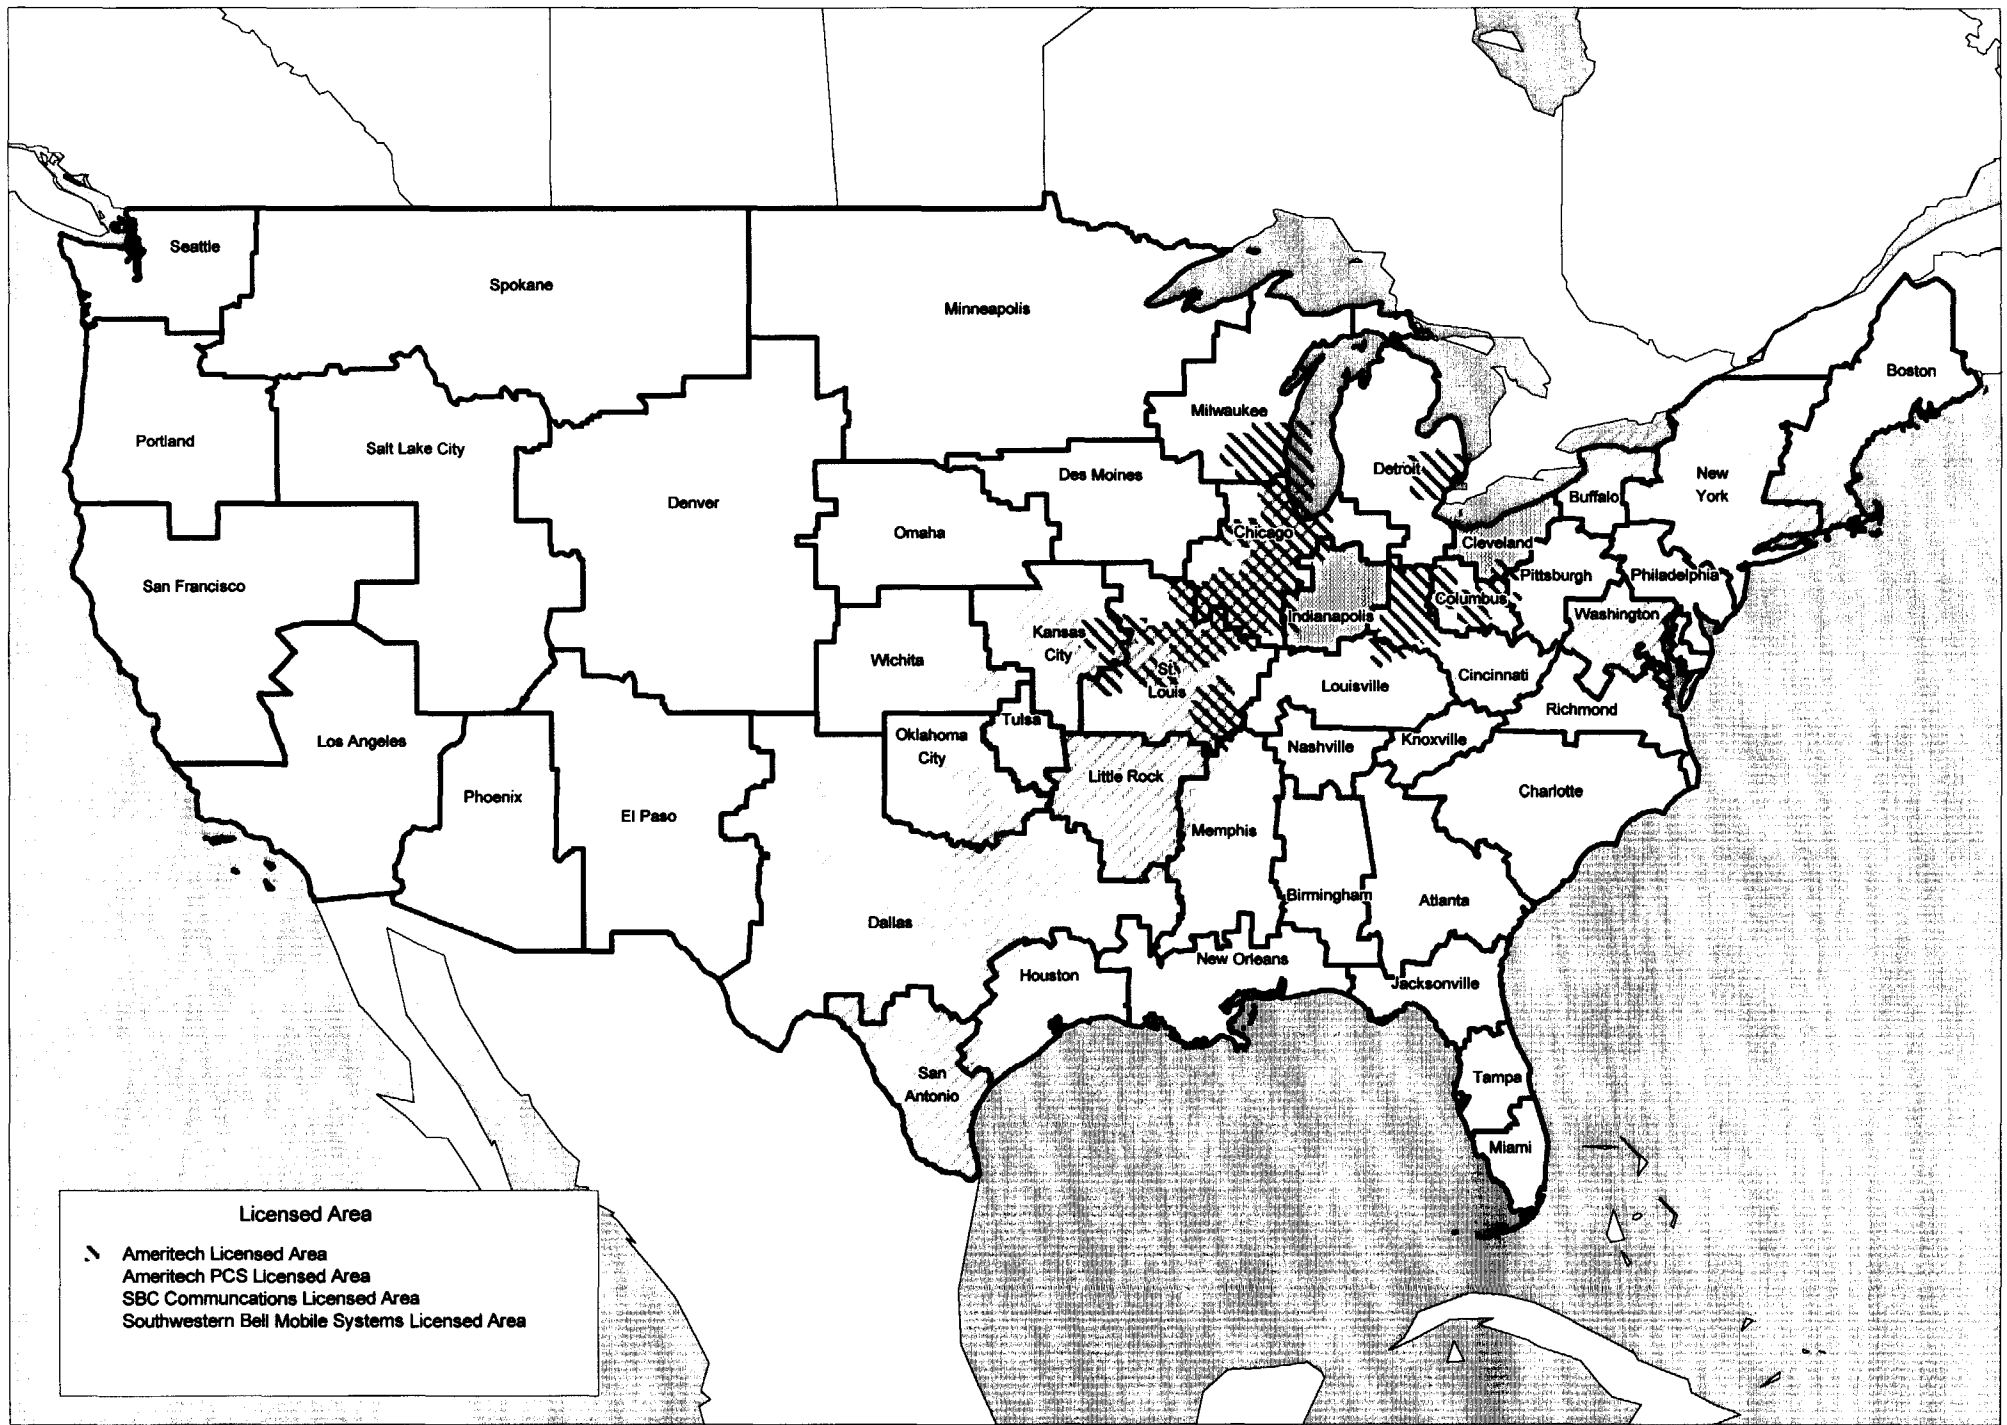 Seattle
Spokane
Minneapolis
Boston
Milwaukee
Portland
Salt Lake City
Des Moines
Detroit
New
York
Denver
Buffalo
Omaha
Chicago
Cleveland
San Francisco
Pittsburgh
Philadelphia
Columbus
Indianapolis
Washington
Kansas
City
Wichita
St.
Louis
Cincinnati
Louisville
Richmond
Tulsa
Los Angeles
Oklahoma
City
Nashville
Knoxville
Little Rock
Phoenix
Charlotte
El Paso
Memphis
Birmingham
Atlanta
Dallas
New Orleans
Houston
Jacksonville
San
Antonio
Tampa
Miami
Licensed Area
Ameritech Licensed Area
Ameritech PCS Licensed Area
SBC Communcations Licensed Area
Southwestern Bell Mobile Systems Licensed Area